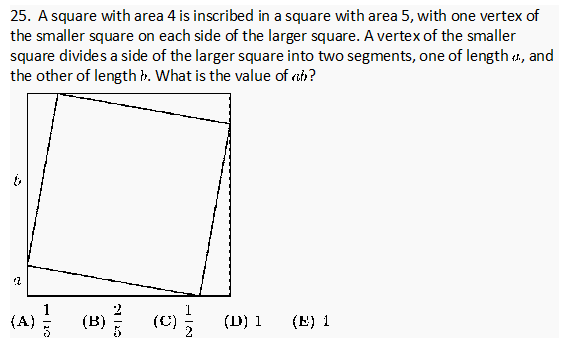 25. A square with area 4 is inscribed in a square with area 5, with one vertex of
the smaller square on each side of the larger square. A vertex of the smaller
square divides a side of the larger square into two segments, one of length a, and
the other of length b. What is the value of ab?
b
a
(A) 1/5 (B) 2/5 (C) 1/2 (D) 1 (E) 4